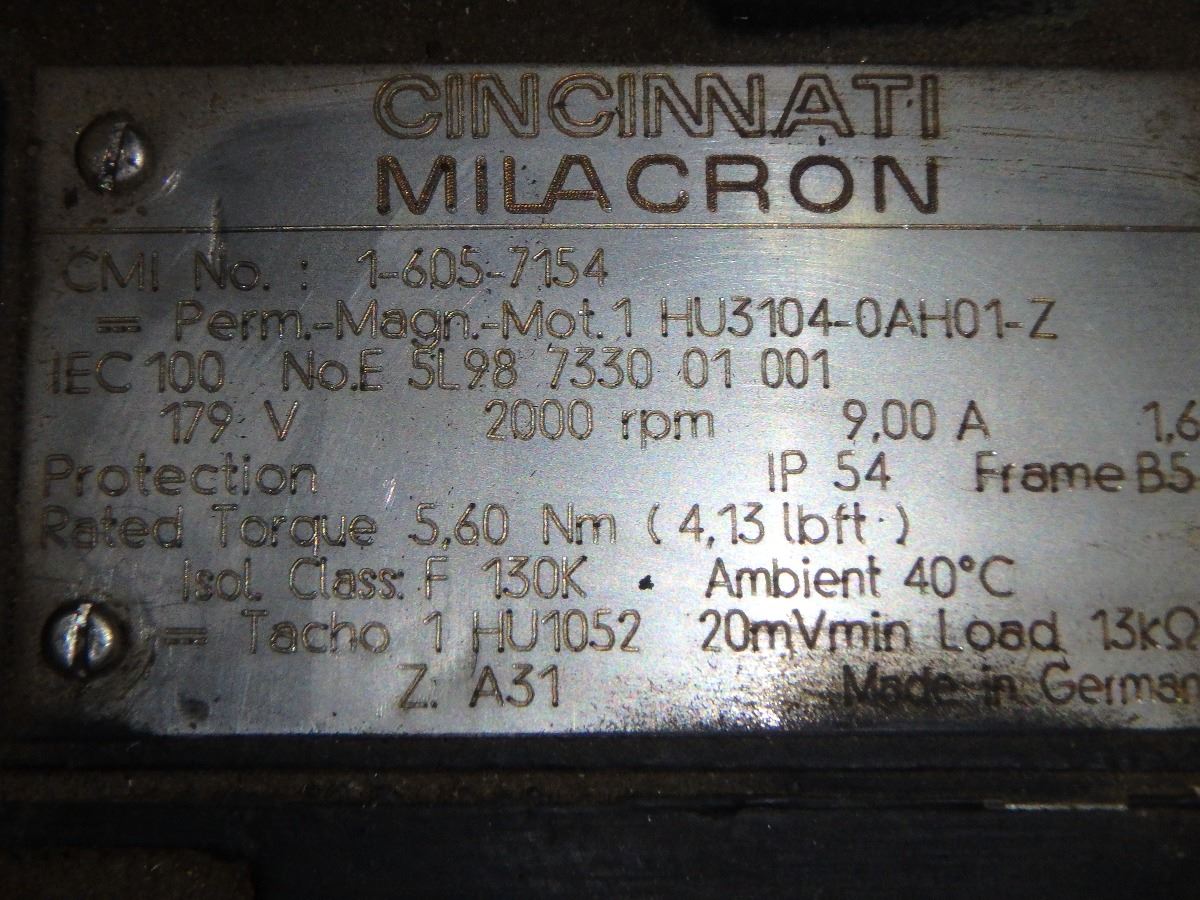 CINCINNATI
MILACRON
CMI No. : 1-605-7154
= Perm.-Magn.-Mot. 1 HU3104-0AH01-Z
IEC 100 No.E 5L98 7330 01 001
179 V 2000 rpm 9,00 A 1,6
Protection IP 54 Frame B5
Rated Torque 5,60 Nm ( 4,13 lbft. )
Isol. Class: F 130K Ambient 40°C
= Tacho 1 HU1052 20mVmin Load 13kΩ
Z. A31 Made in German